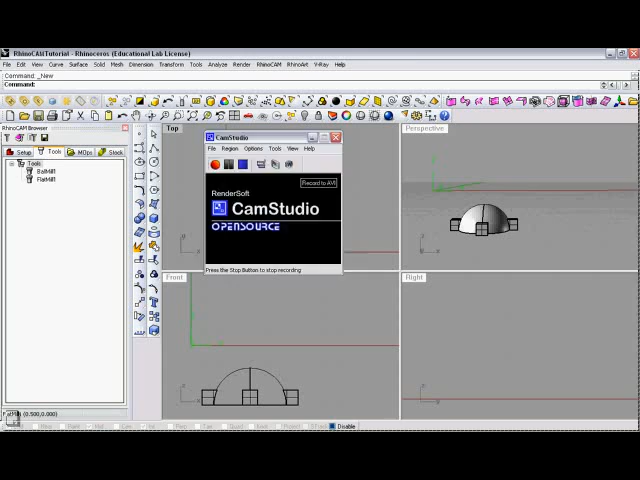 RhinoCAMTutorial - Rhinoceros (Educational Lab License)
File Edit View Curve Surface Solid Mesh Dimension Transform Tools Analyze Render RhinoCAM RhinoArt V-Ray Help
Command: _New
Command:
RhinoCAM Browser
Setup Tools MOps Stock
Tools
BallMill1
FlatMill1
Top
Perspective
Front
Right
CamStudio
File Region Options Tools View Help
Record to AVI
RenderSoft
CamStudio
OPENSOURCE
Press the Stop Button to stop recording
Disable